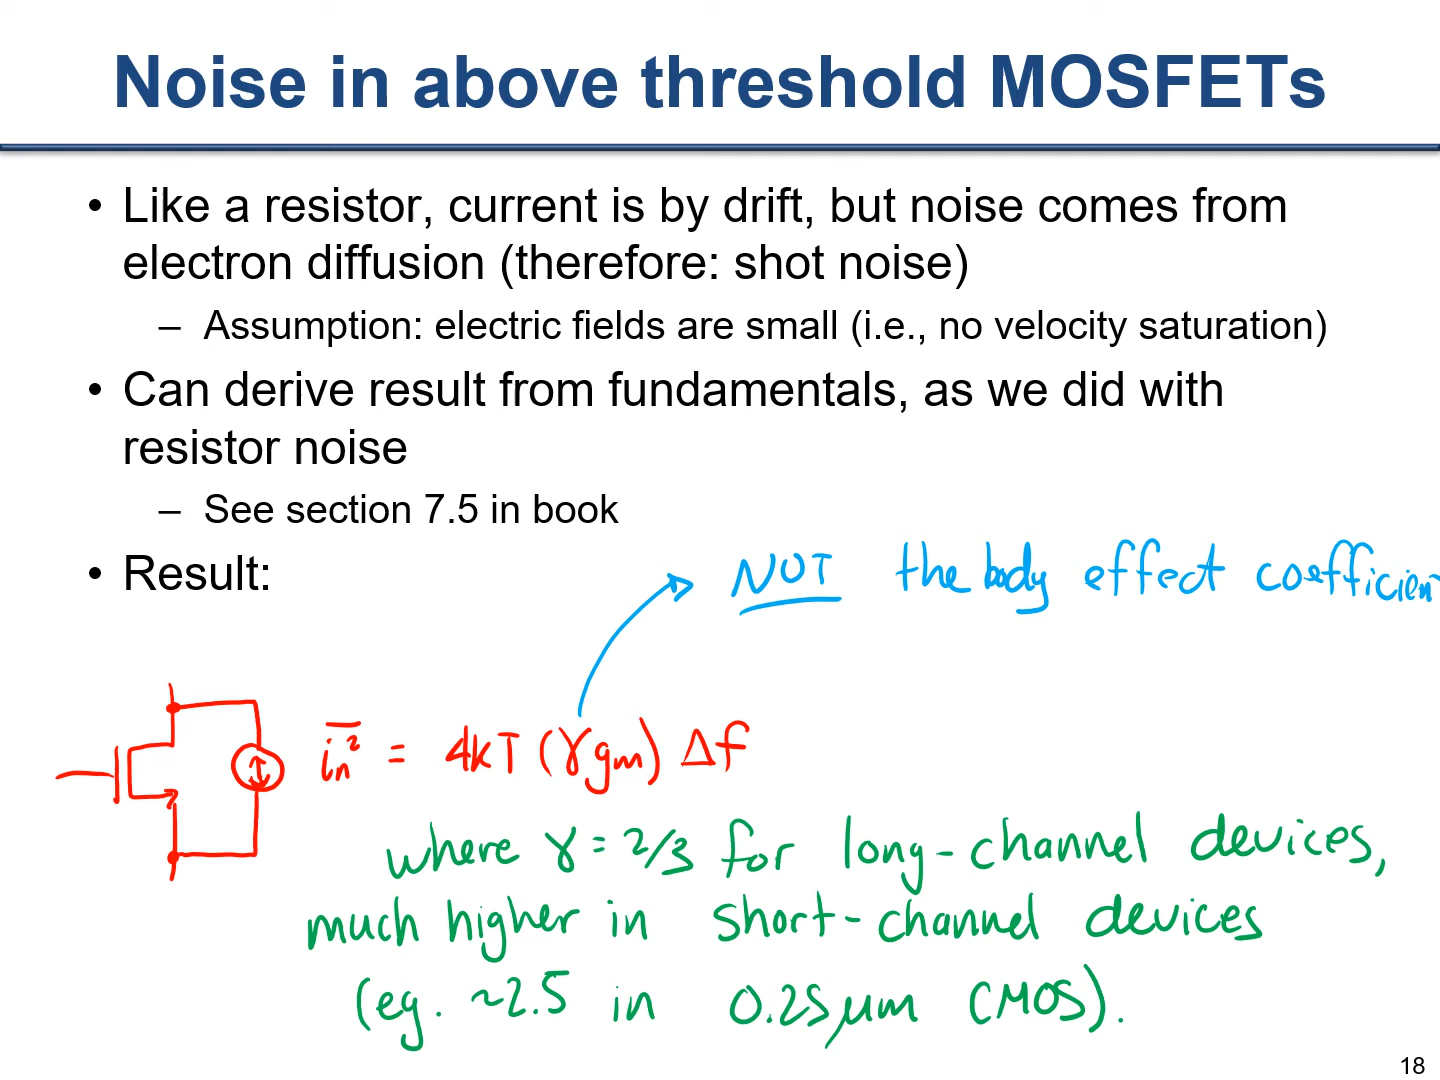 Noise in above threshold MOSFETs
• Like a resistor, current is by drift, but noise comes from
electron diffusion (therefore: shot noise)
– Assumption: electric fields are small (i.e., no velocity saturation)
• Can derive result from fundamentals, as we did with
resistor noise
– See section 7.5 in book
• Result:
NOT the body effect coefficien
in² = 4kT (γgm) Δf
where γ = 2/3 for long-channel devices,
much higher in short-channel devices
(eg. ~2.5 in 0.25µm CMOS).
18